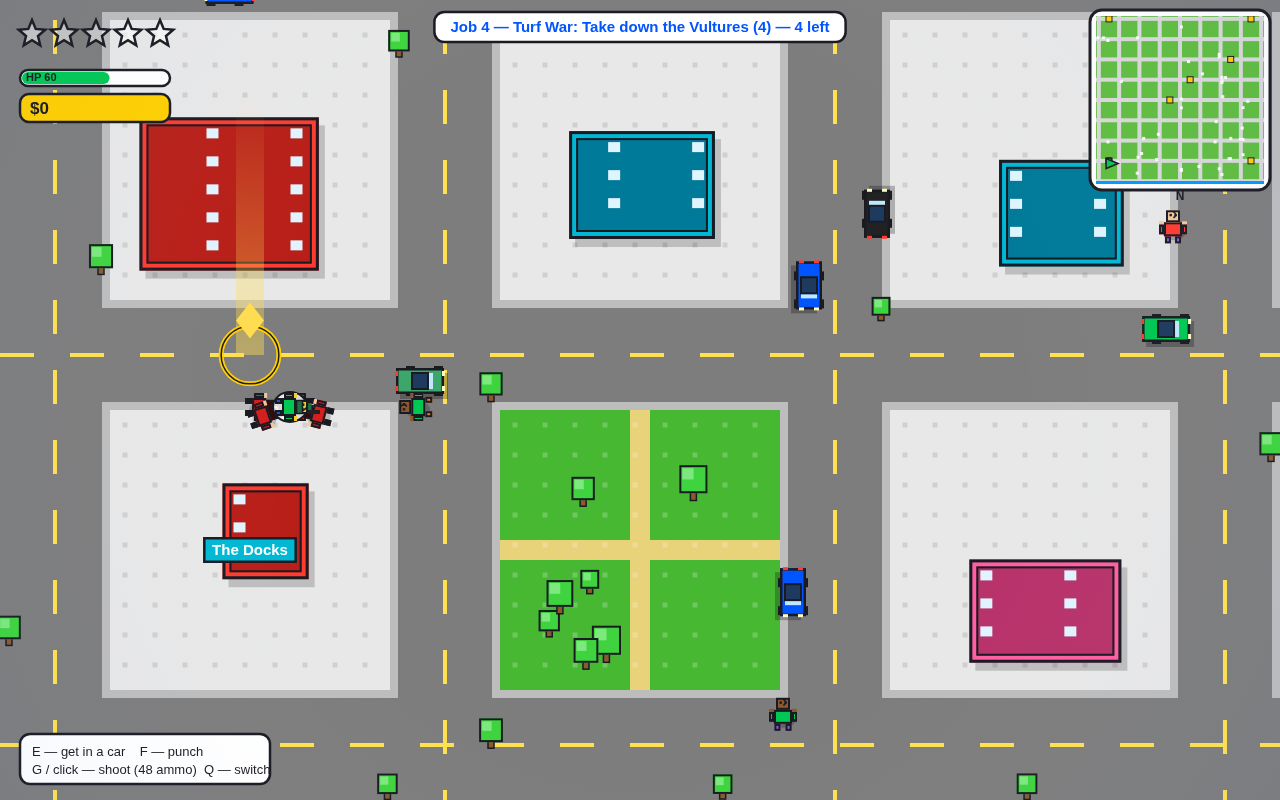 Job 4 — Turf War: Take down the Vultures (4) — 4 left
HP 60
$0
N
The Docks
E — get in a car    F — punch
G / click — shoot (48 ammo)  Q — switch